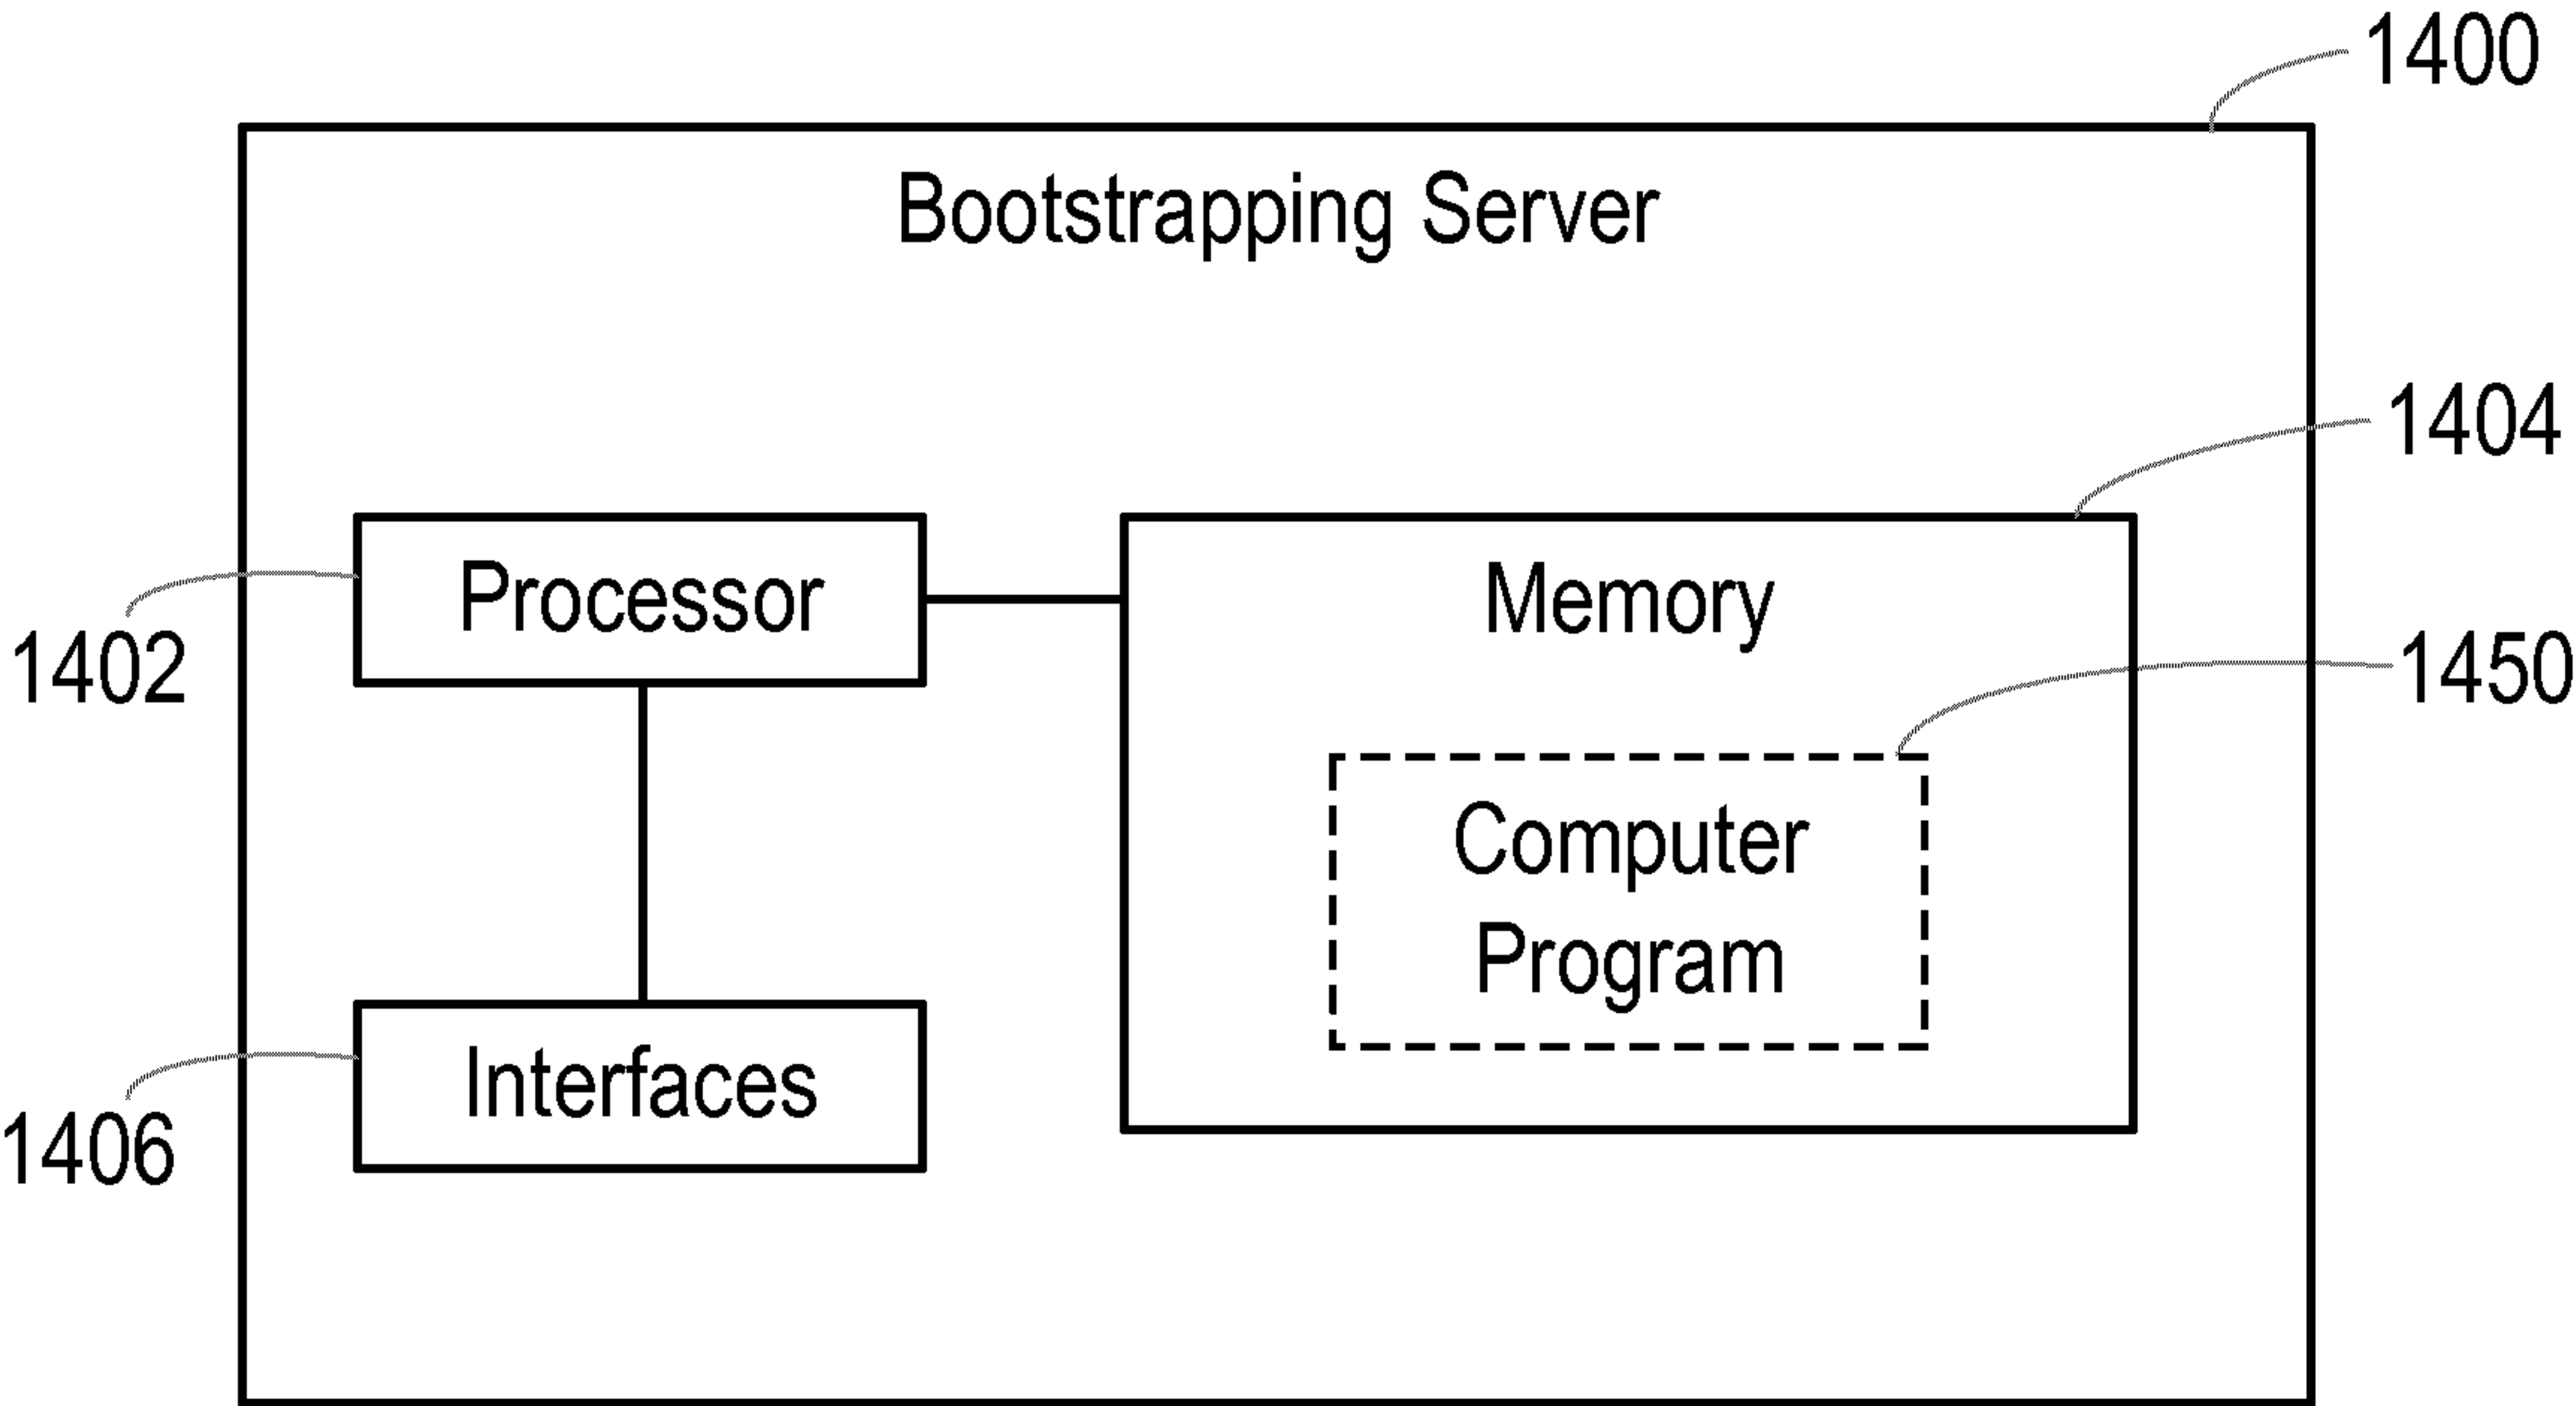 1400
Bootstrapping Server
1404
Processor
Memory
1402
1450
Computer
Program
Interfaces
1406